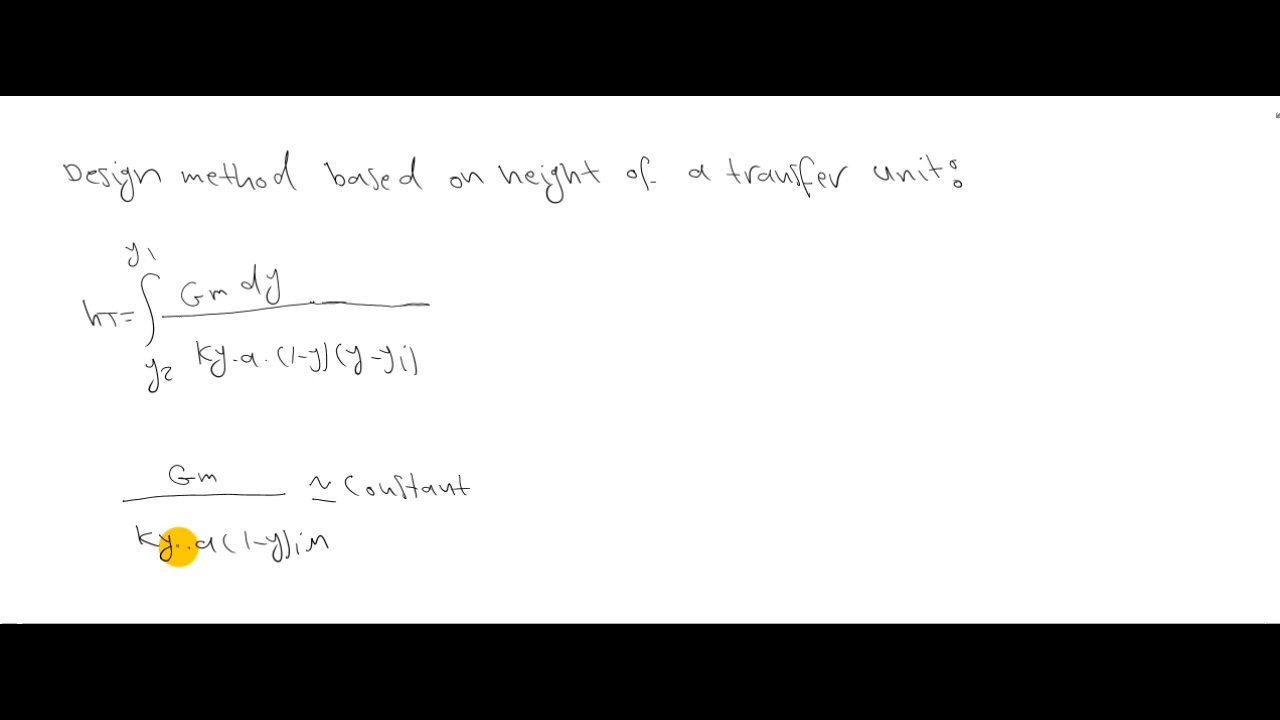 Design method based on height of a transfer unit:
y1
hT= ∫ Gm dy
y2 ky.a.(1-y)(y-yi)
Gm ≃ Constant
ky.a(1-y)im